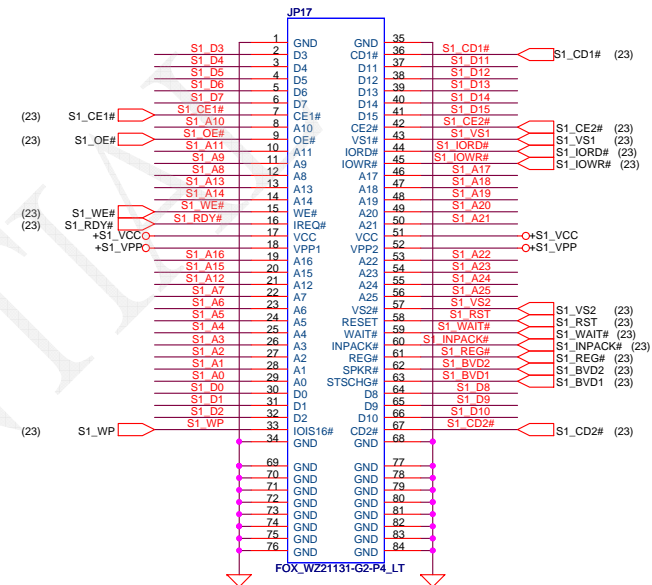 JP17
1 GND GND 35
S1_D3 2 D3 CD1# 36 S1_CD1# S1_CD1# (23)
S1_D4 3 D4 D11 37 S1_D11
S1_D5 4 D5 D12 38 S1_D12
S1_D6 5 D6 D13 39 S1_D13
S1_D7 6 D7 D14 40 S1_D14
(23) S1_CE1# S1_CE1# 7 CE1# D15 41 S1_D15
S1_A10 8 A10 CE2# 42 S1_CE2# S1_CE2# (23)
(23) S1_OE# S1_OE# 9 OE# VS1# 43 S1_VS1 S1_VS1 (23)
S1_A11 10 A11 IORD# 44 S1_IORD# S1_IORD# (23)
S1_A9 11 A9 IOWR# 45 S1_IOWR# S1_IOWR# (23)
S1_A8 12 A8 A17 46 S1_A17
S1_A13 13 A13 A18 47 S1_A18
S1_A14 14 A14 A19 48 S1_A19
(23) S1_WE# S1_WE# 15 WE# A20 49 S1_A20
(23) S1_RDY# S1_RDY# 16 IREQ# A21 50 S1_A21
+S1_VCC 17 VCC VCC 51 +S1_VCC
+S1_VPP 18 VPP1 VPP2 52 +S1_VPP
S1_A16 19 A16 A22 53 S1_A22
S1_A15 20 A15 A23 54 S1_A23
S1_A12 21 A12 A24 55 S1_A24
S1_A7 22 A7 A25 56 S1_A25
S1_A6 23 A6 VS2# 57 S1_VS2 S1_VS2 (23)
S1_A5 24 A5 RESET 58 S1_RST S1_RST (23)
S1_A4 25 A4 WAIT# 59 S1_WAIT# S1_WAIT# (23)
S1_A3 26 A3 INPACK# 60 S1_INPACK# S1_INPACK# (23)
S1_A2 27 A2 REG# 61 S1_REG# S1_REG# (23)
S1_A1 28 A1 SPKR# 62 S1_BVD2 S1_BVD2 (23)
S1_A0 29 A0 STSCHG# 63 S1_BVD1 S1_BVD1 (23)
S1_D0 30 D0 D8 64 S1_D8
S1_D1 31 D1 D9 65 S1_D9
S1_D2 32 D2 D10 66 S1_D10
(23) S1_WP S1_WP 33 IOIS16# CD2# 67 S1_CD2# S1_CD2# (23)
34 GND GND 68
69 GND GND 77
70 GND GND 78
71 GND GND 79
72 GND GND 80
73 GND GND 81
74 GND GND 82
75 GND GND 83
76 GND GND 84
FOX_WZ21131-G2-P4_LT